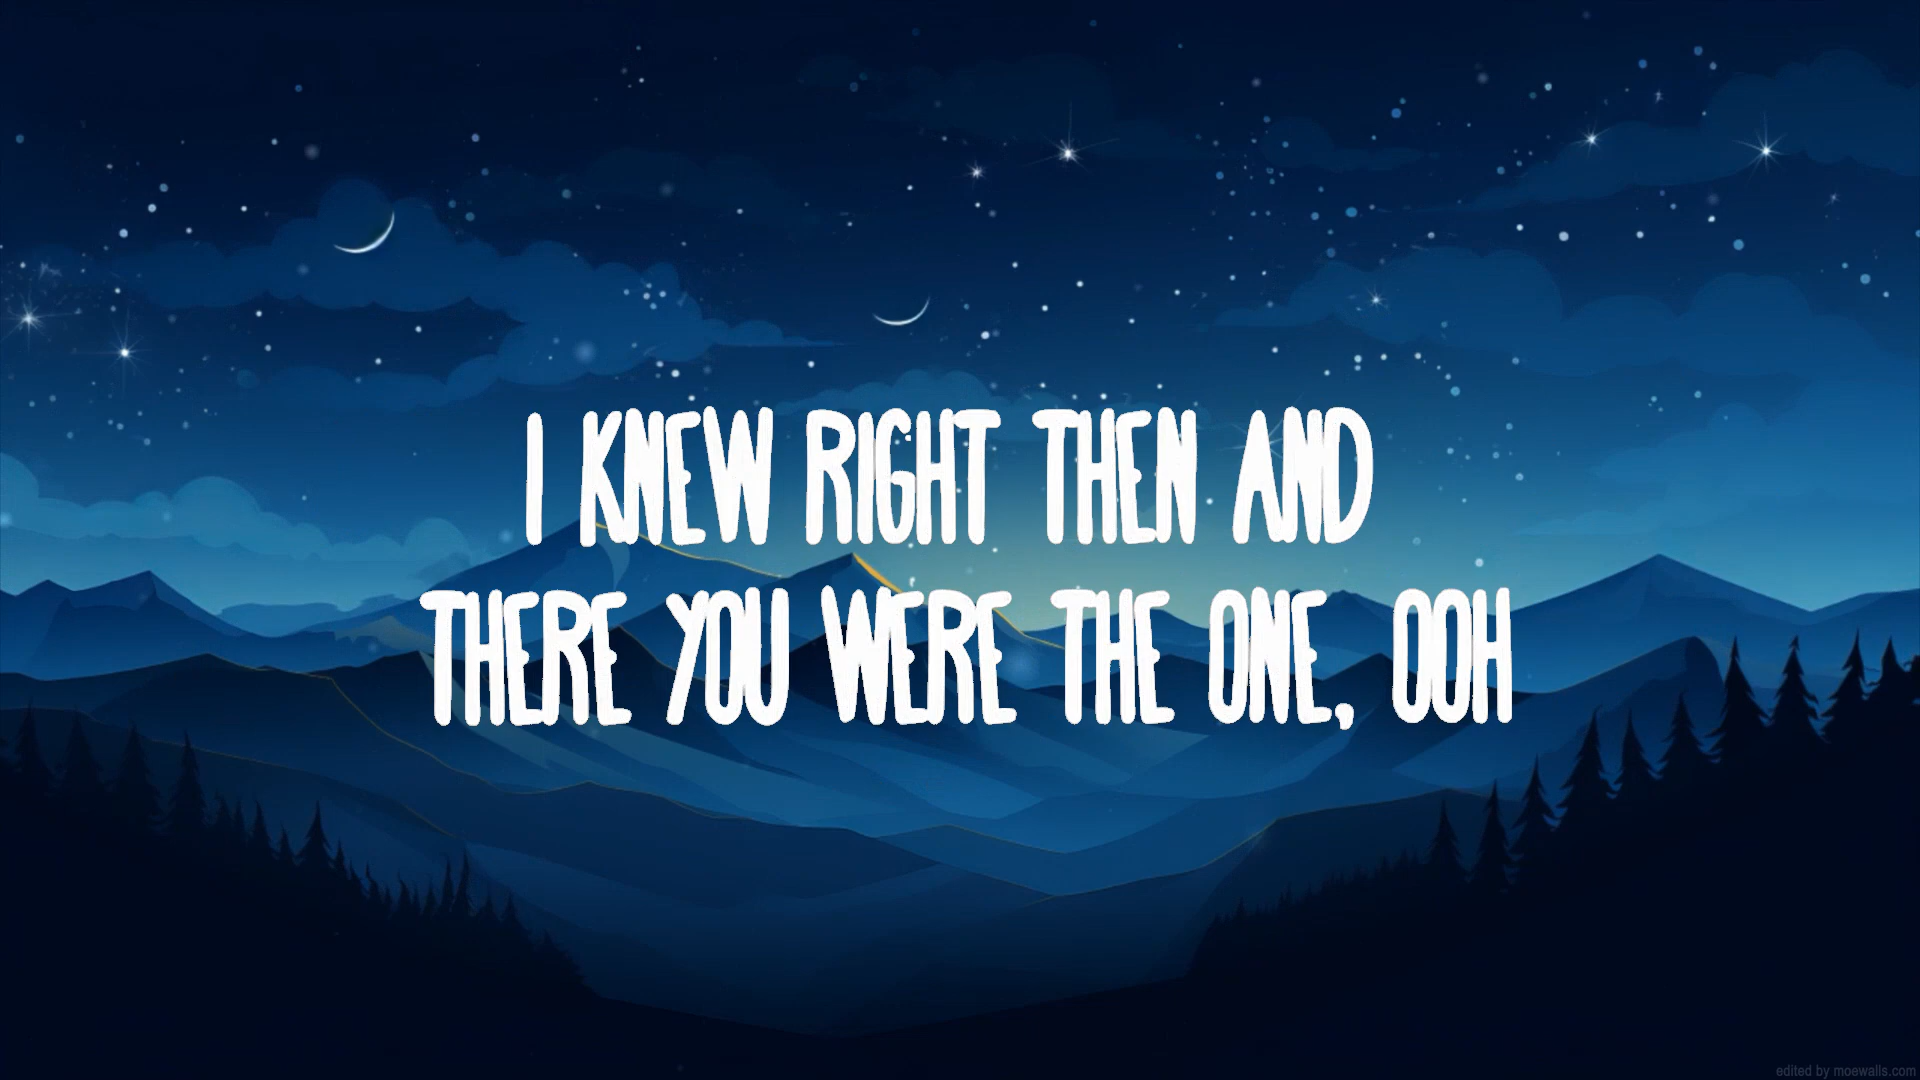 I KNEW RIGHT THEN AND
THERE YOU WERE THE ONE, OOH
edited by moewalls.com